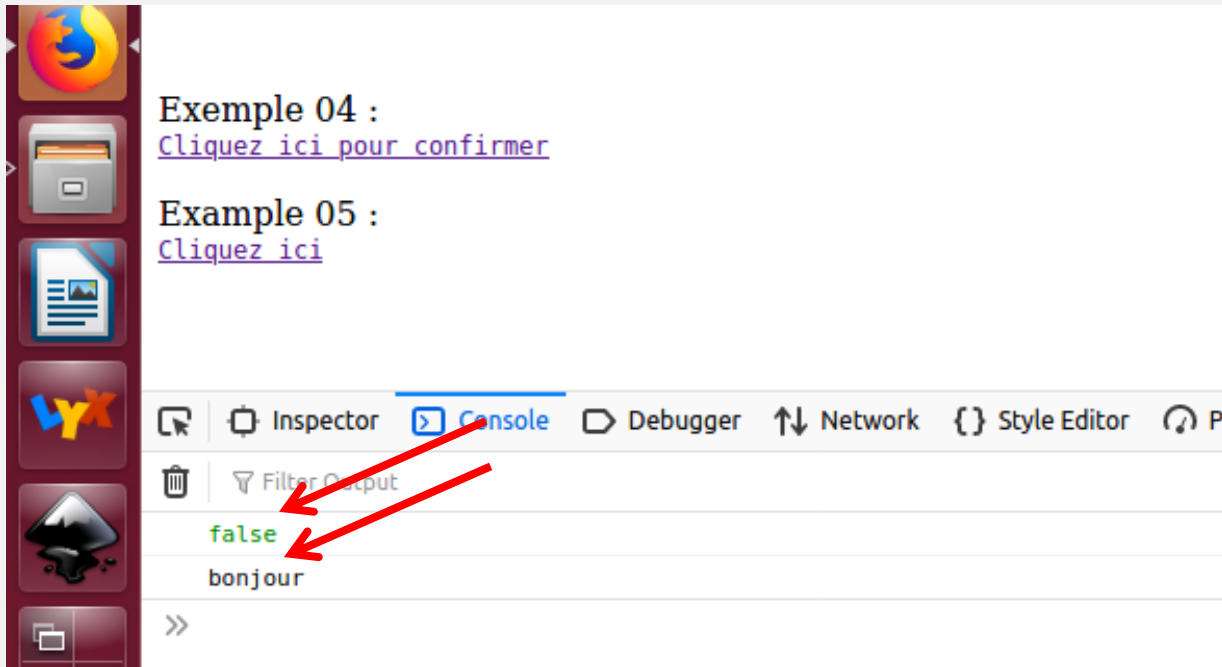 Exemple 04 :
Cliquez ici pour confirmer
Example 05 :
Cliquez ici
LYX
Inspector Console Debugger Network {} Style Editor P
Filter Output
false
bonjour